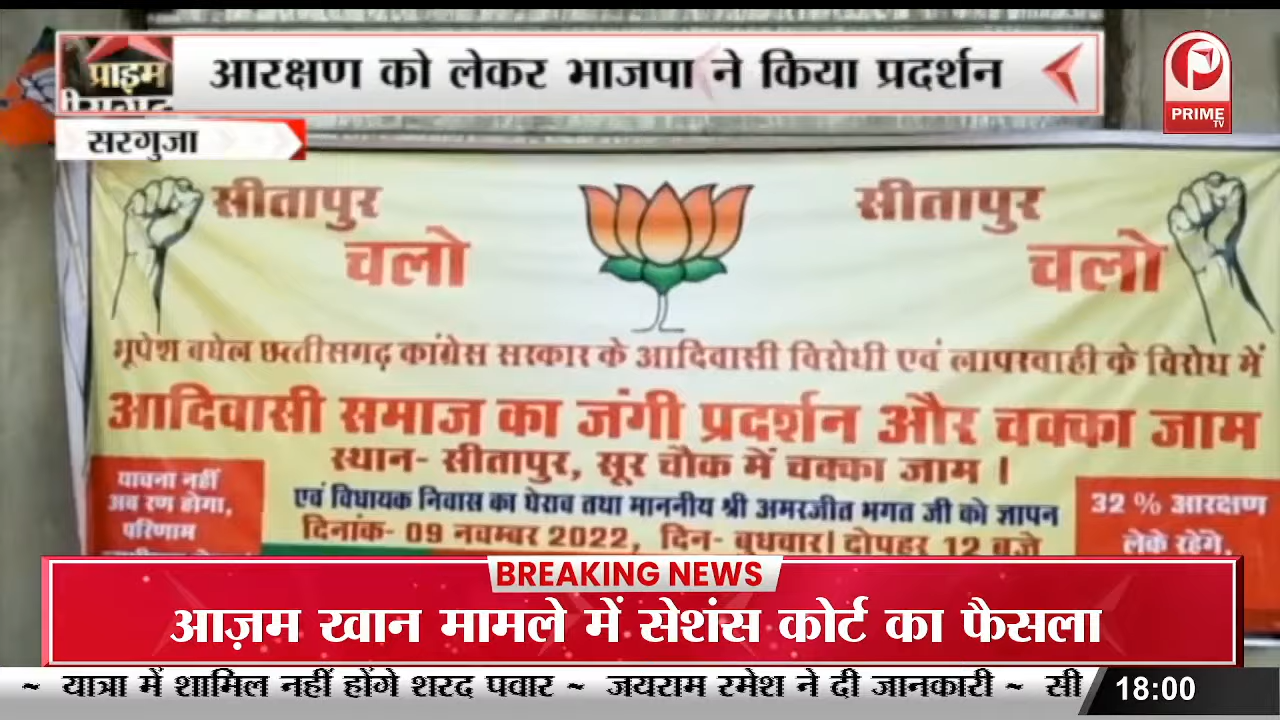 प्राइम
आरक्षण को लेकर भाजपा ने किया प्रदर्शन
PRIME
TV
सरगुजा
सीतापुर
चलो
सीतापुर
चलो
भूपेश बघेल छत्तीसगढ़ कांग्रेस सरकार के आदिवासी विरोधी एवं लापरवाही के विरोध में
आदिवासी समाज का जंगी प्रदर्शन और चक्का जाम
स्थान- सीतापुर, सूर चौक में चक्का जाम ।
एवं विधायक निवास का घेराव तथा माननीय श्री अमरजीत भगत जी को ज्ञापन
दिनांक- 09 नवम्बर 2022, दिन- बुधवार। दोपहर 12 बजे
याचना नहीं
अब रण होगा,
परिणाम
32 % आरक्षण
लेके रहेंगे,
BREAKING NEWS
आज़म खान मामले में सेशंस कोर्ट का फैसला
~ यात्रा में शामिल नहीं होंगे शरद पवार ~ जयराम रमेश ने दी जानकारी ~ सी
18:00